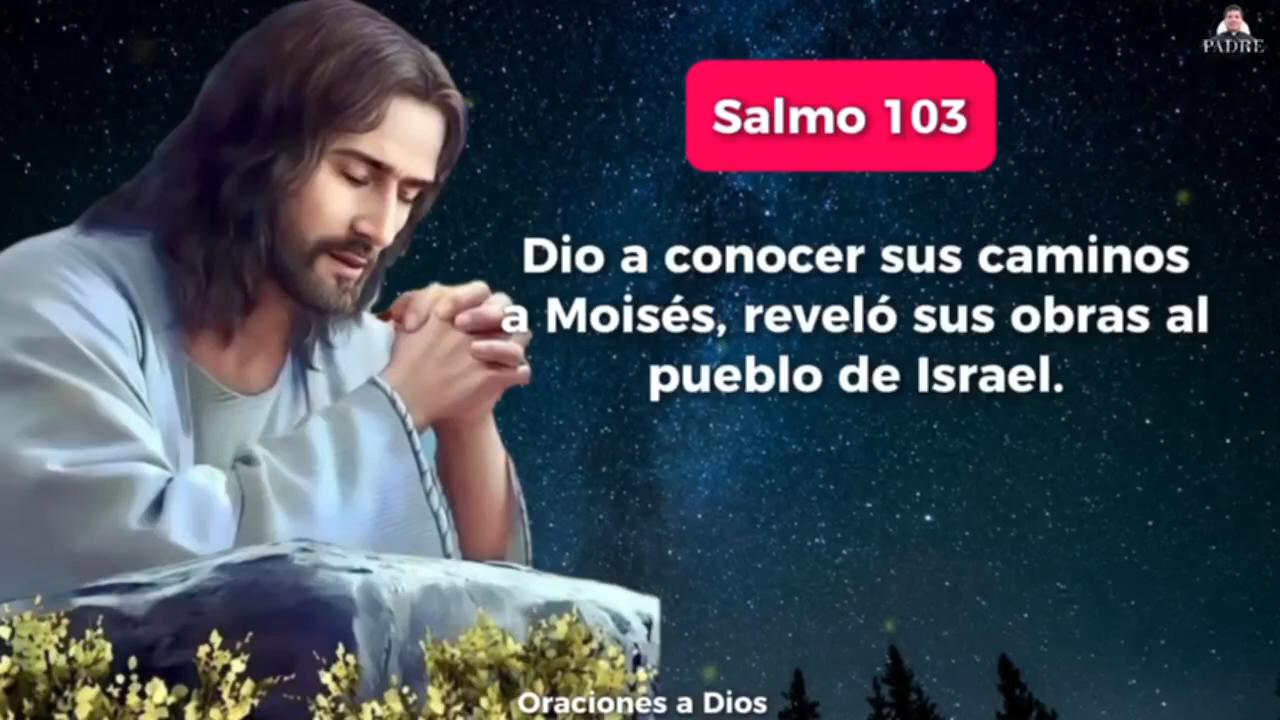 PADRE
Salmo 103
Dio a conocer sus caminos
a Moisés, reveló sus obras al
pueblo de Israel.
Oraciones a Dios